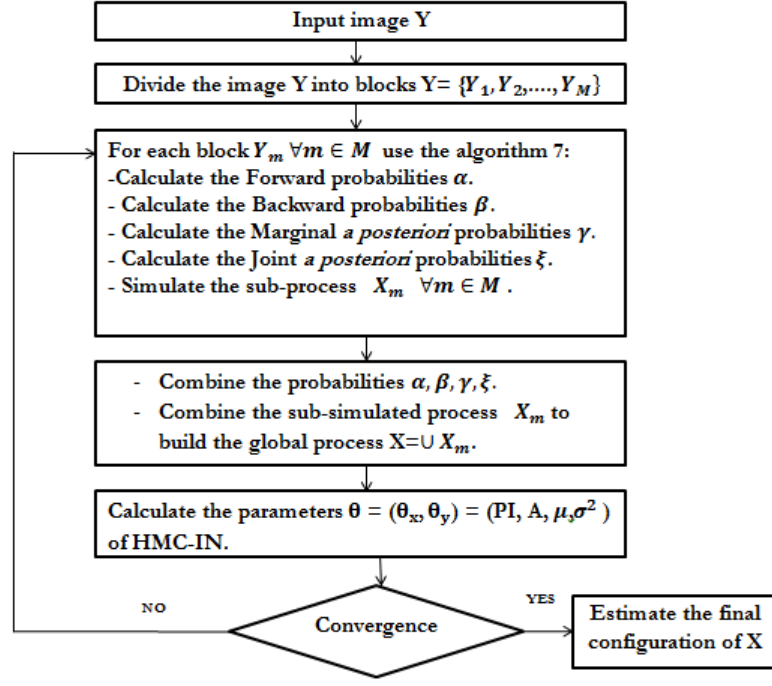 Input image Y
Divide the image Y into blocks Y= {Y₁,Y₂,....,Y_M}
For each block Y_m ∀m ∈ M use the algorithm 7:
-Calculate the Forward probabilities α.
- Calculate the Backward probabilities β.
- Calculate the Marginal a posteriori probabilities γ.
- Calculate the Joint a posteriori probabilities ξ.
- Simulate the sub-process X_m ∀m ∈ M .
- Combine the probabilities α, β, γ, ξ.
- Combine the sub-simulated process X_m to
build the global process X=∪ X_m.
Calculate the parameters θ = (θ_x, θ_y) = (PI, A, μ,σ² )
of HMC-IN.
NO
Convergence
YES
Estimate the final
configuration of X